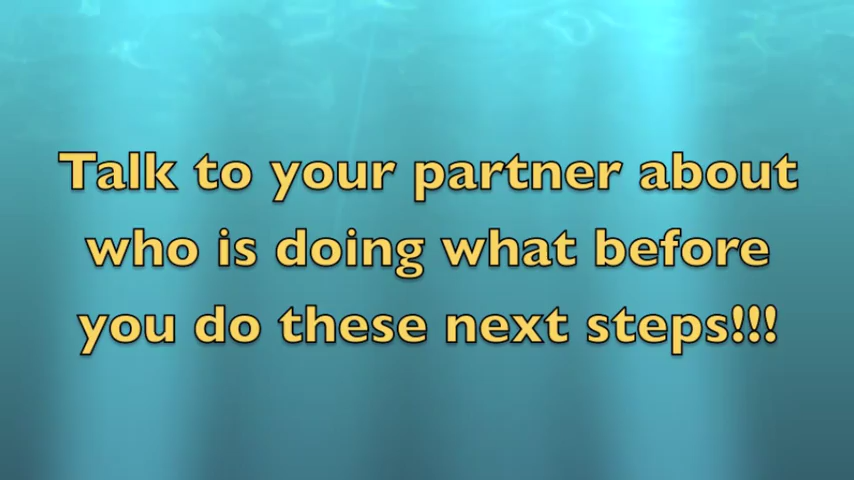 Talk to your partner about
who is doing what before
you do these next steps!!!